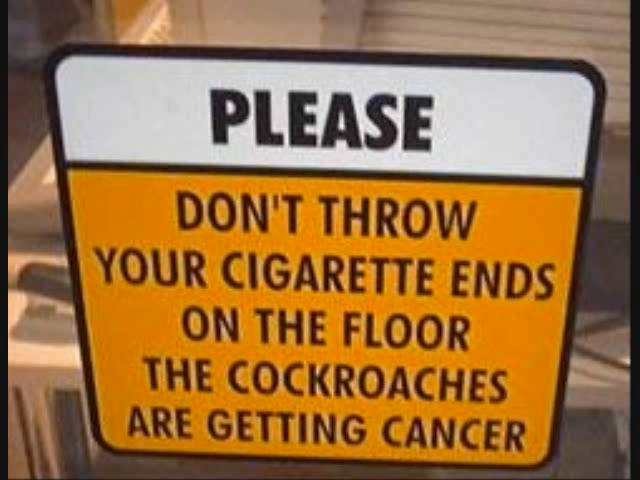 PLEASE
DON'T THROW
YOUR CIGARETTE ENDS
ON THE FLOOR
THE COCKROACHES
ARE GETTING CANCER